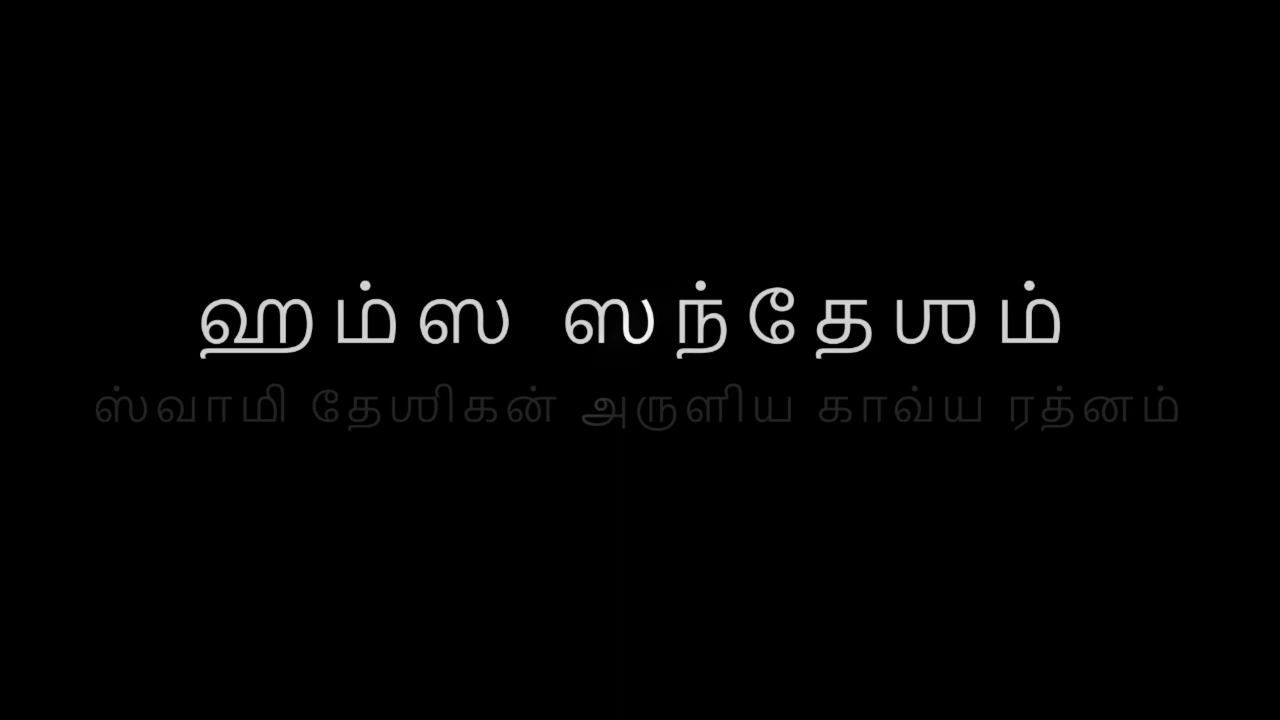 ஹம்ஸ ஸந்தேஶம்
ஸ்வாமி தேஶிகன் அருளிய காவ்ய ரத்னம்